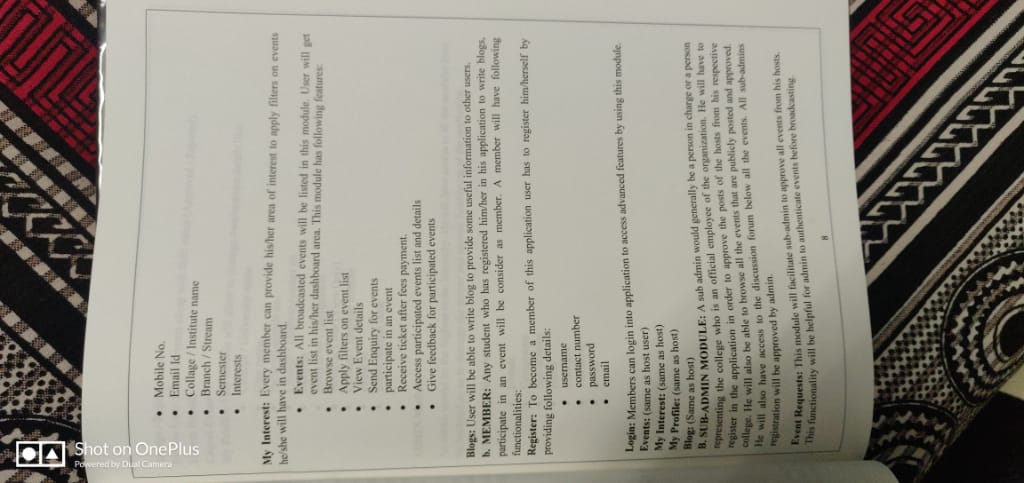 • Mobile No.
• Email Id
• Collage / Institute name
• Branch / Stream
• Semester
• Interests
My Interest: Every member can provide his/her area of interest to apply filters on events
he/she will have in dashboard.
• Events: All broadcasted events will be listed in this module. User will get
event list in his/her dashboard area. This module has following features:
• Browse event list
• Apply filters on event list
• View Event details
• Send Enquiry for events
• participate in an event
• Receive ticket after fees payment.
• Access participated events list and details
• Give feedback for participated events
Blogs: User will be able to write blog to provide some useful information to other users.
b. MEMBER: Any student who has registered him/her in his application to write blogs,
participate in an event will be consider as member. A member will have following
functionalities:
Register: To become a member of this application user has to register him/herself by
providing following details:
• username
• contact number
• password
• email
Login: Members can login into application to access advanced features by using this module.
Events: (same as host user)
My Interest: (same as host)
My Profile: (same as host)
Blog: (Same as host)
B. SUB-ADMIN MODULE: A sub admin would generally be a person in charge or a person
representing the college who is an official employee of the organization. He will have to
register in the application in order to approve the posts of the hosts from his respective
college. He will also be able to browse all the events that are publicly posted and approved.
He will also have access to the discussion forum below all the events. All sub-admins
registration will be approved by admin.
Event Requests: This module will facilitate sub-admin to approve all events from his hosts.
This functionality will be helpful for admin to authenticate events before broadcasting.
8
Shot on OnePlus
Powered by Dual Camera